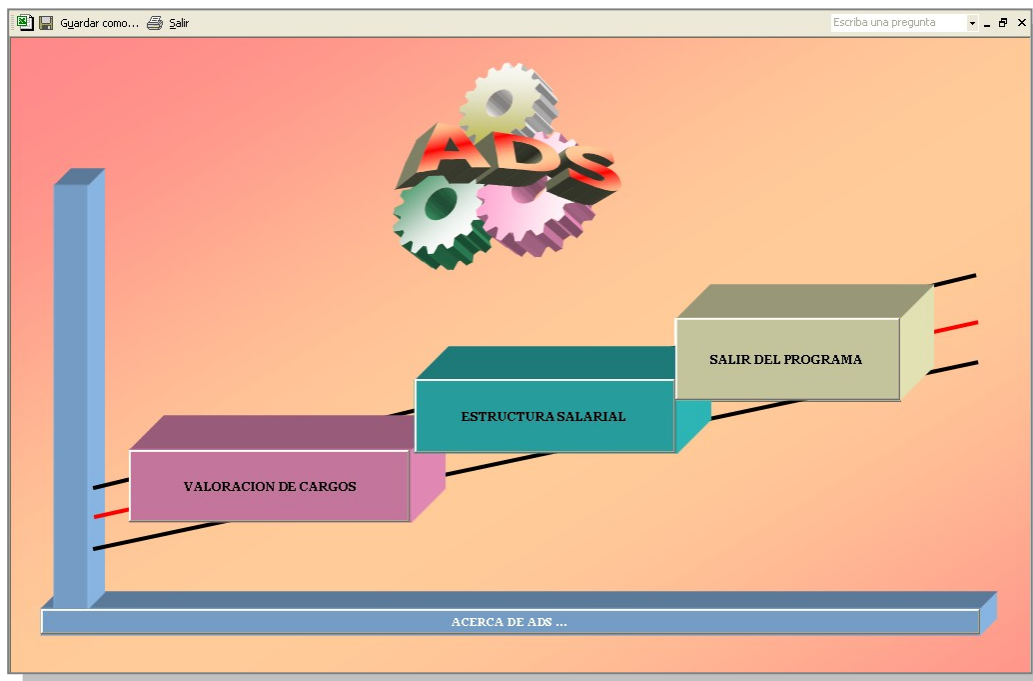 Guardar como... Salir Escriba una pregunta
ADS
SALIR DEL PROGRAMA
ESTRUCTURA SALARIAL
VALORACION DE CARGOS
ACERCA DE ADS ...